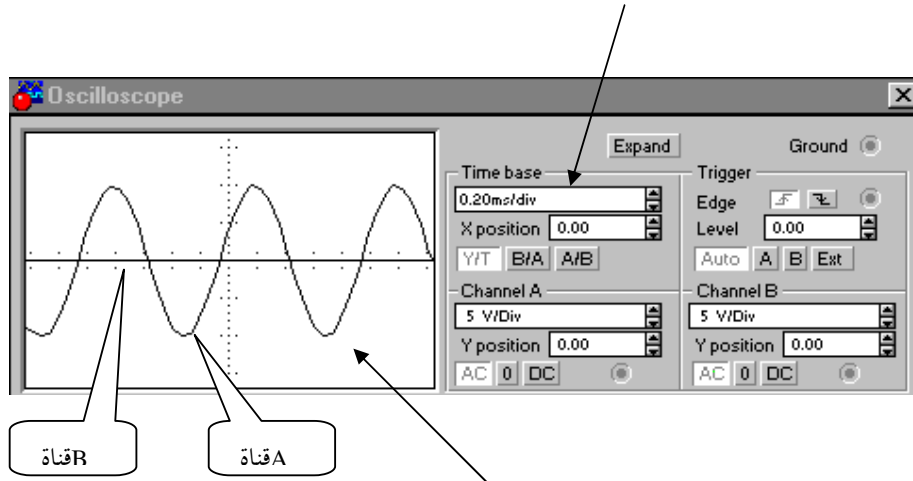 Oscilloscope
Expand
Ground
Time base
0.20ms/div
X position 0.00
Y/T B/A A/B
Trigger
Edge
Level 0.00
Auto A B Ext
Channel A
5 V/Div
Y position 0.00
AC 0 DC
Channel B
5 V/Div
Y position 0.00
AC 0 DC
قناةB
قناةA